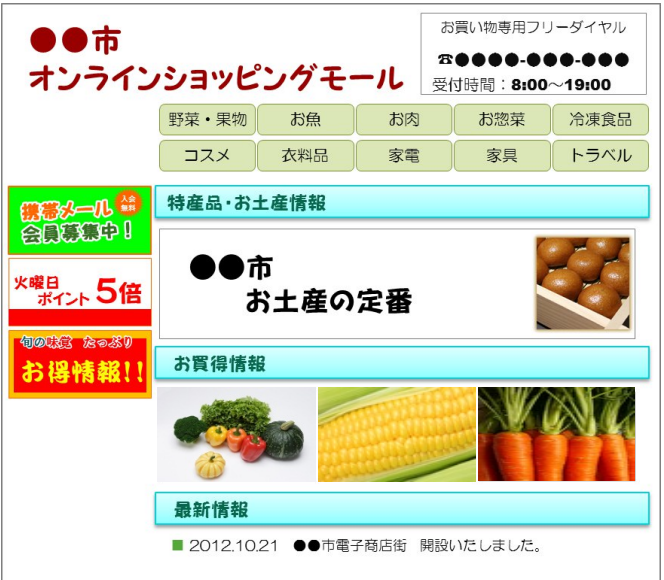 ●●市
オンラインショッピングモール
お買い物専用フリーダイヤル
☎●●●●-●●●-●●●
受付時間：8:00～19:00
野菜・果物 お魚 お肉 お惣菜 冷凍食品
コスメ 衣料品 家電 家具 トラベル
携帯メール 入会無料
会員募集中！
火曜日
ポイント 5倍
旬の味覚 たっぷり
お得情報!!
特産品・お土産情報
●●市
お土産の定番
お買得情報
最新情報
■ 2012.10.21 ●●市電子商店街 開設いたしました。